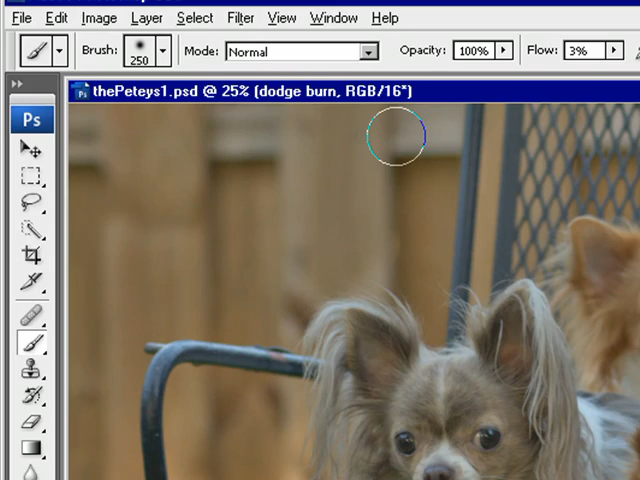 File Edit Image Layer Select Filter View Window Help
Brush: 250 Mode: Normal Opacity: 100% Flow: 3%
thePeteys1.psd @ 25% (dodge burn, RGB/16*)
Ps